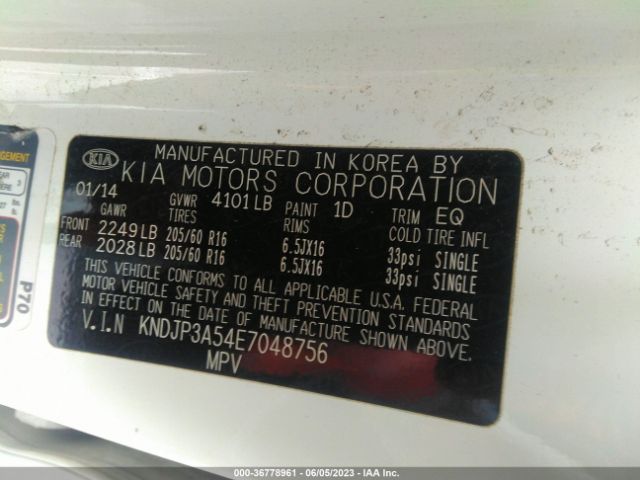 NGEMENT
3
P70
KIA
MANUFACTURED IN KOREA BY
KIA MOTORS CORPORATION
01/14 GVWR 4101LB PAINT 1D TRIM EQ
GAWR TIRES RIMS COLD TIRE INFL
FRONT 2249LB 205/60 R16 6.5JX16 33psi SINGLE
REAR 2028LB 205/60 R16 6.5JX16 33psi SINGLE
THIS VEHICLE CONFORMS TO ALL APPLICABLE U.S.A. FEDERAL
MOTOR VEHICLE SAFETY AND THEFT PREVENTION STANDARDS
IN EFFECT ON THE DATE OF MANUFACTURE SHOWN ABOVE.
V.I.N KNDJP3A54E7048756
MPV
000-36778961 - 06/05/2023 - IAA Inc.